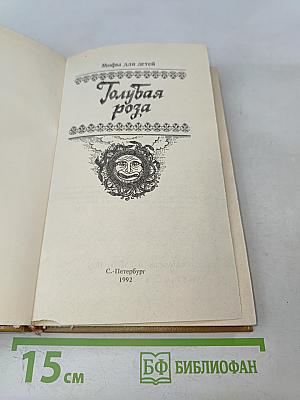 Мифы для детей
Голубая
роза
С.-Петербург
1992
15 см
БФ БИБЛИОФАН